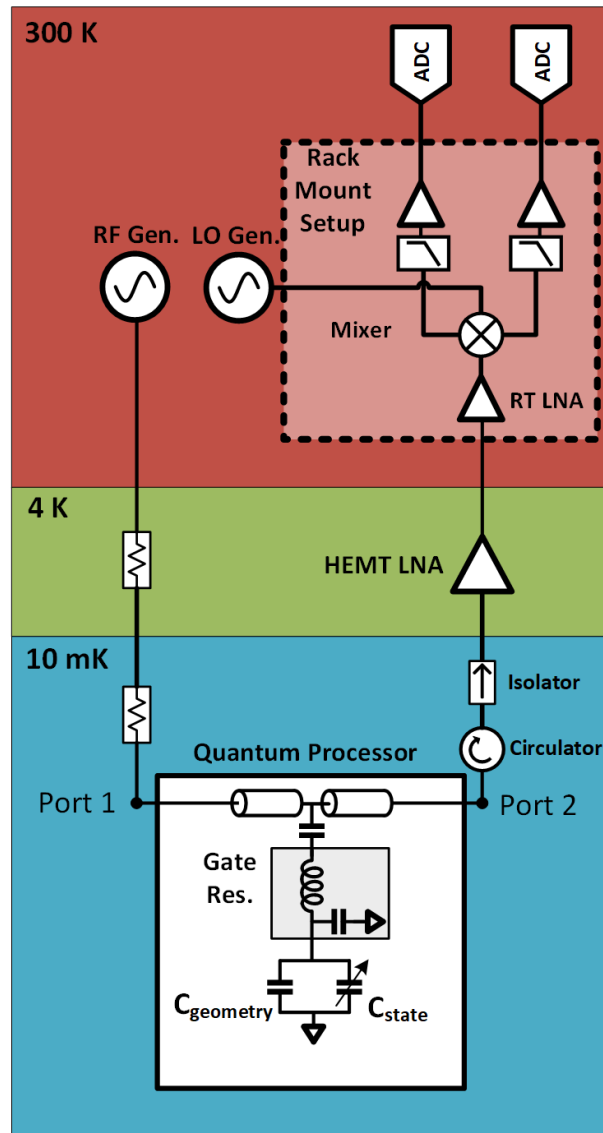 300 K
ADC
ADC
Rack
Mount
Setup
RF Gen.
LO Gen.
Mixer
RT LNA
4 K
HEMT LNA
10 mK
Isolator
Circulator
Quantum Processor
Port 1
Port 2
Gate
Res.
Cgeometry
Cstate